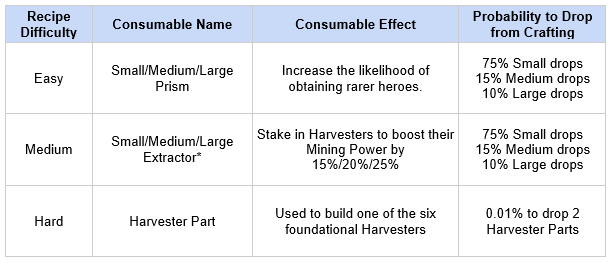 Recipe Difficulty
Consumable Name
Consumable Effect
Probability to Drop from Crafting
Easy
Small/Medium/Large
Prism
Increase the likelihood of
obtaining rarer heroes.
75% Small drops
15% Medium drops
10% Large drops
Medium
Small/Medium/Large
Extractor*
Stake in Harvesters to boost their
Mining Power by
15%/20%/25%
75% Small drops
15% Medium drops
10% Large drops
Hard
Harvester Part
Used to build one of the six
foundational Harvesters
0.01% to drop 2
Harvester Parts